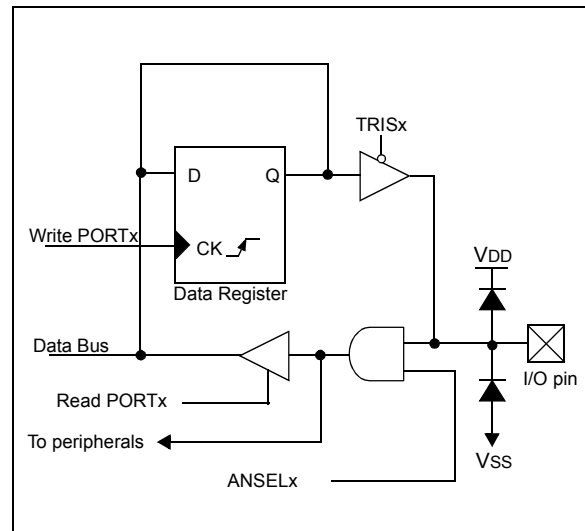 TRISx
D
Q
Write PORTx
CK
Data Register
VDD
Data Bus
I/O pin
Read PORTx
To peripherals
VSS
ANSELx